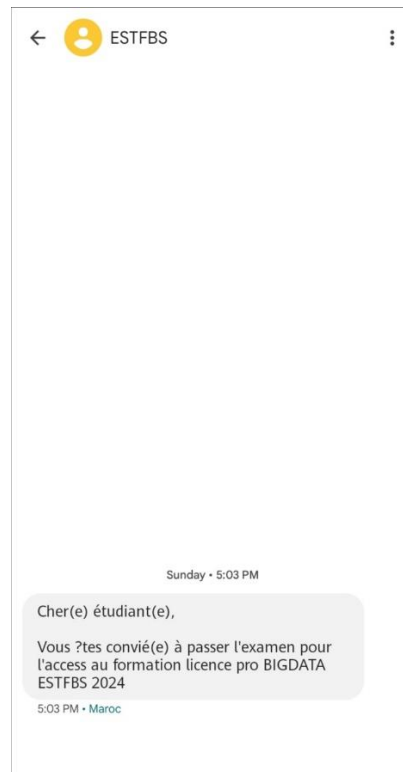 ESTFBS
Sunday • 5:03 PM
Cher(e) étudiant(e),
Vous ?tes convié(e) à passer l'examen pour
l'access au formation licence pro BIGDATA
ESTFBS 2024
5:03 PM • Maroc